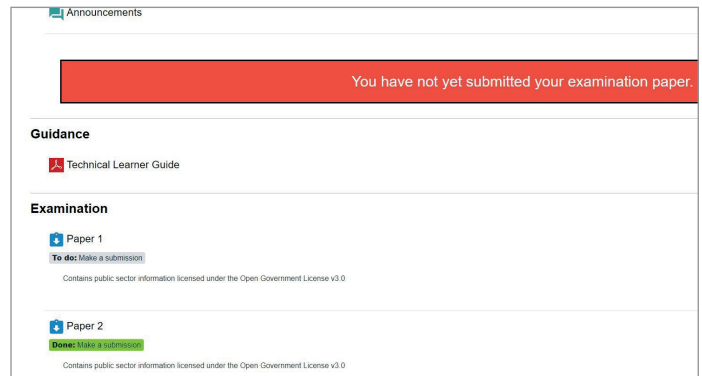 Announcements
You have not yet submitted your examination paper.
Guidance
Technical Learner Guide
Examination
Paper 1
To do: Make a submission
Contains public sector information licensed under the Open Government License v3.0
Paper 2
Done: Make a submission
Contains public sector information licensed under the Open Government License v3.0